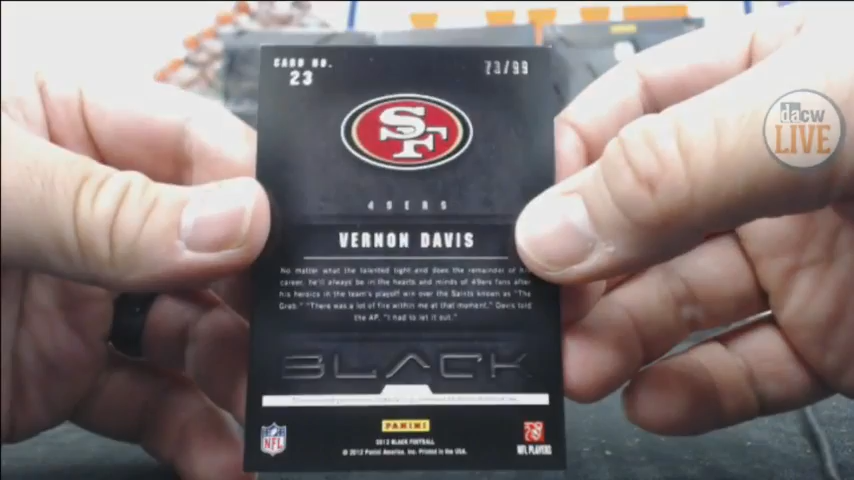 CARD NO.
23
73/99
dacw
LIVE
SF
49ERS
VERNON DAVIS
No matter what the talented tight end does the remainder of his
career, he'll always be in the hearts and minds of 49ers fans after
his heroics in the team's playoff win over the Saints known as "The
Grab." "There was a lot of fire within me at that moment," Davis told
the AP. "I had to let it out."
BLACK
PANINI
NFL
2012 BLACK FOOTBALL
© 2012 Panini America, Inc. Printed in the USA.
NFL PLAYERS